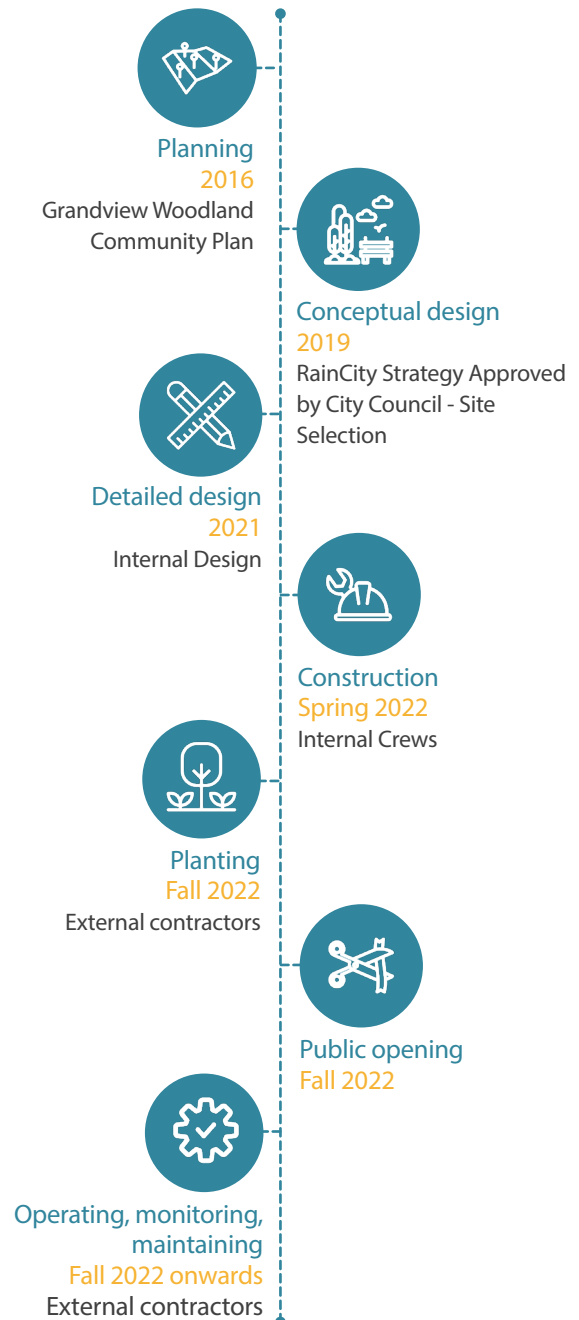 Planning
2016
Grandview Woodland
Community Plan
Conceptual design
2019
RainCity Strategy Approved
by City Council - Site
Selection
Detailed design
2021
Internal Design
Construction
Spring 2022
Internal Crews
Planting
Fall 2022
External contractors
Public opening
Fall 2022
Operating, monitoring,
maintaining
Fall 2022 onwards
External contractors